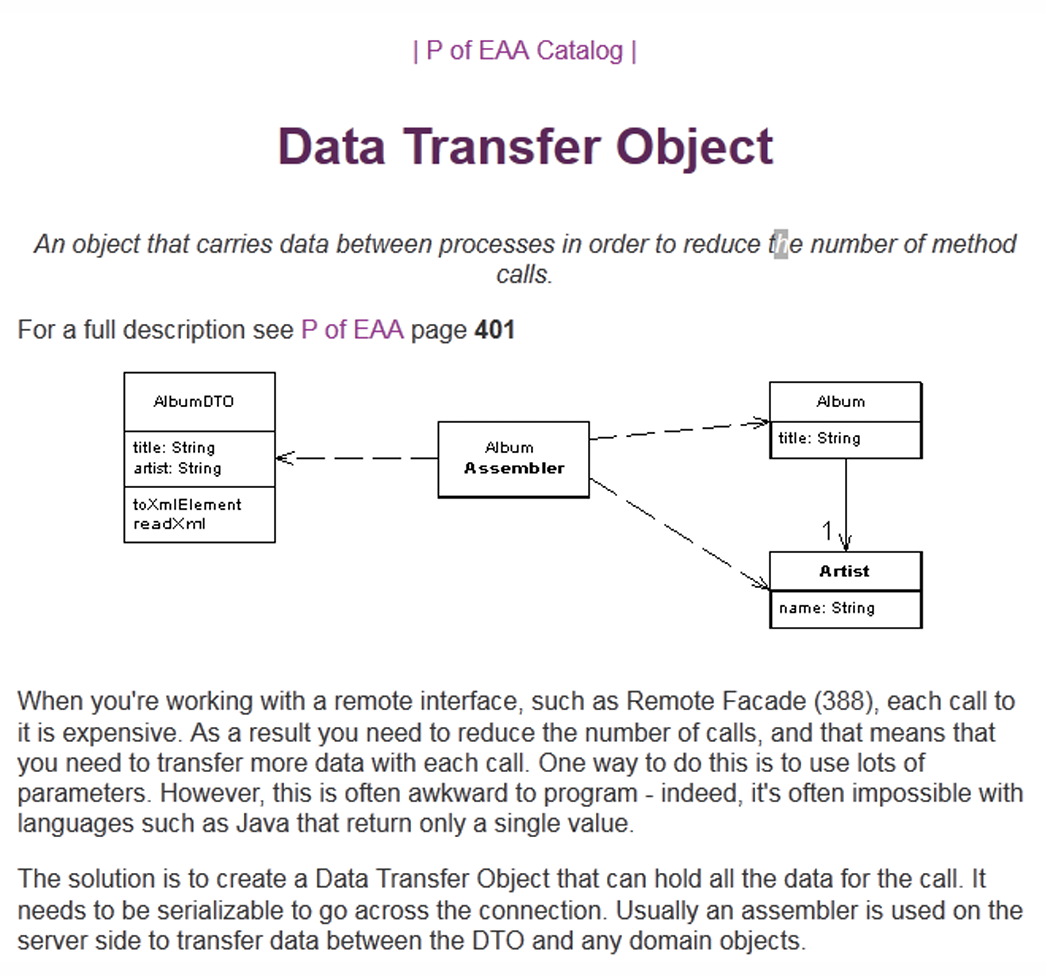 | P of EAA Catalog |
Data Transfer Object
An object that carries data between processes in order to reduce the number of method
calls.
For a full description see P of EAA page 401
AlbumDTO
title: String
artist: String
toXmlElement
readXml
Album
Assembler
Album
title: String
1
Artist
name: String
When you're working with a remote interface, such as Remote Facade (388), each call to
it is expensive. As a result you need to reduce the number of calls, and that means that
you need to transfer more data with each call. One way to do this is to use lots of
parameters. However, this is often awkward to program - indeed, it's often impossible with
languages such as Java that return only a single value.
The solution is to create a Data Transfer Object that can hold all the data for the call. It
needs to be serializable to go across the connection. Usually an assembler is used on the
server side to transfer data between the DTO and any domain objects.